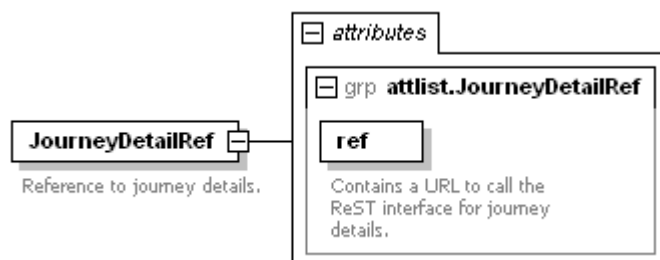 attributes
grp attlist.JourneyDetailRef
JourneyDetailRef
ref
Reference to journey details.
Contains a URL to call the
ReST interface for journey
details.